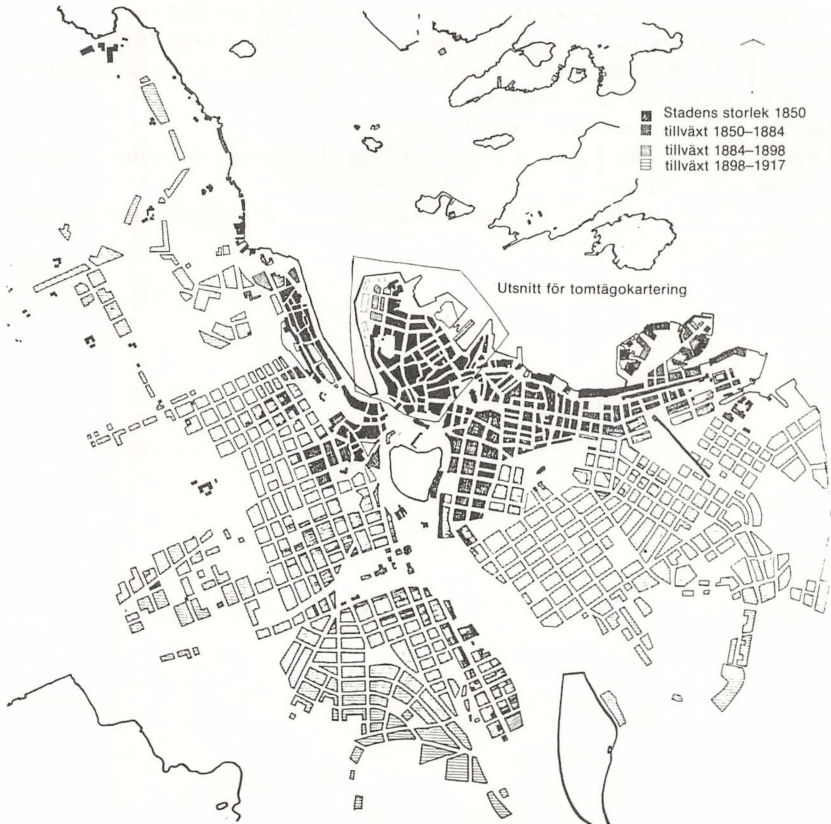 Stadens storlek 1850
tillväxt 1850–1884
tillväxt 1884–1898
tillväxt 1898–1917
Utsnitt för tomtägokartering